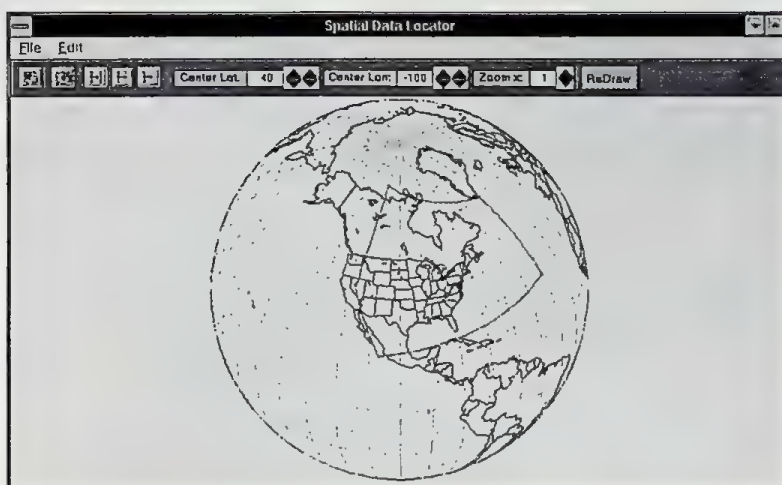 Spatial Data Locator
File Edit
Center Lat: 40 Center Lon: -100 Zoom x: 1 ReDraw